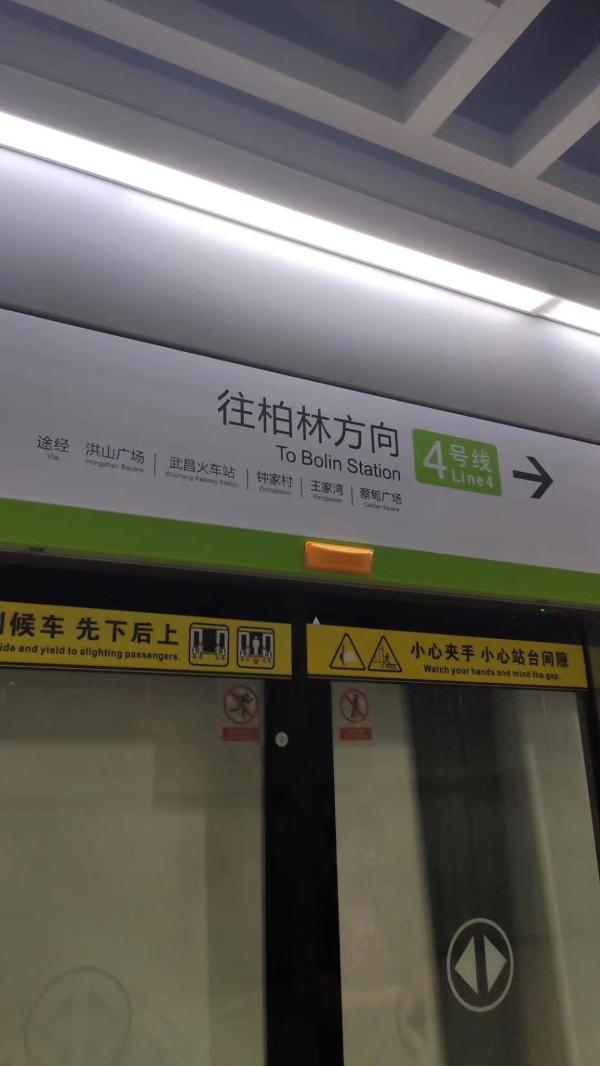 往柏林方向
To Bolin Station
4号线
Line4
途经 洪山广场 武昌火车站 钟家村 王家湾 蔡甸广场
Via Hongshan Square Wuchang Railway Station Zhongjiacun Wangjiawan Caidian Square
候车 先下后上
ide and yield to alighting passengers.
小心夹手 小心站台间隙
Watch your hands and mind the gap.